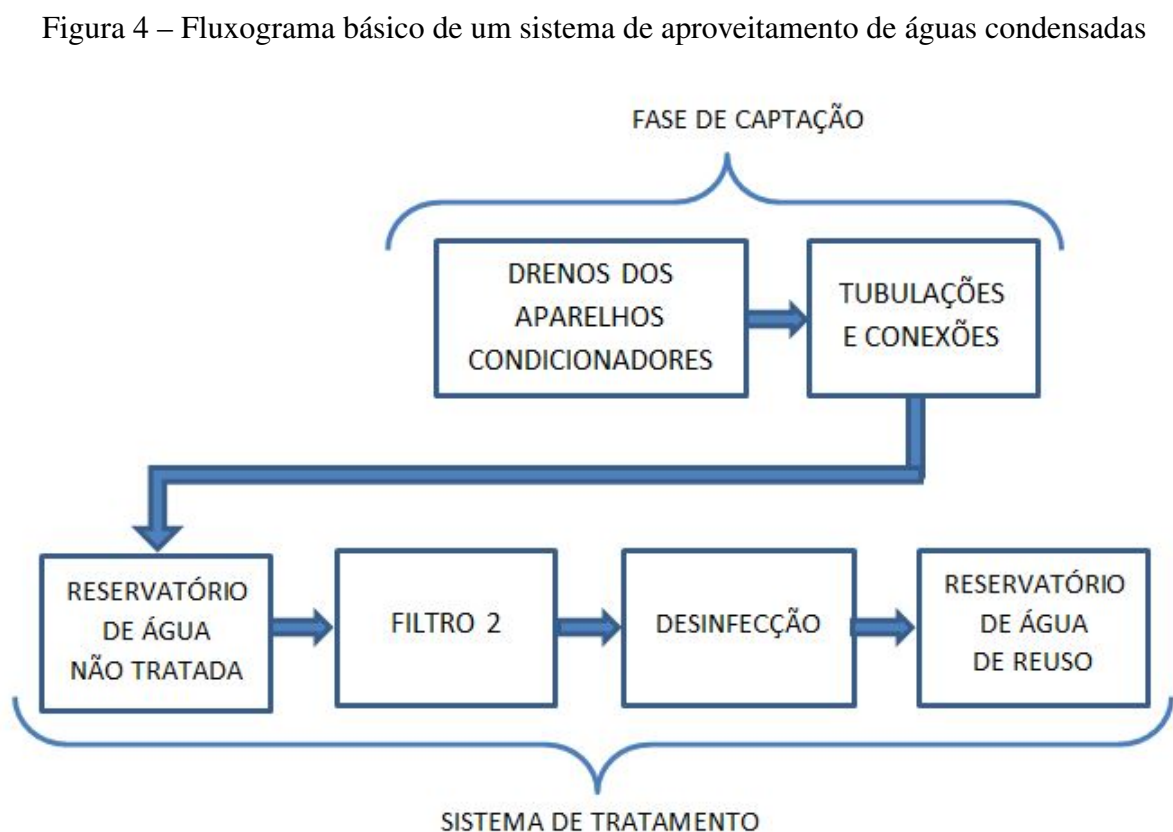 Figura 4 – Fluxograma básico de um sistema de aproveitamento de águas condensadas
FASE DE CAPTAÇÃO
DRENOS DOS
APARELHOS
CONDICIONADORES
TUBULAÇÕES
E CONEXÕES
RESERVATÓRIO
DE ÁGUA
NÃO TRATADA
FILTRO 2
DESINFECÇÃO
RESERVATÓRIO
DE ÁGUA
DE REUSO
SISTEMA DE TRATAMENTO